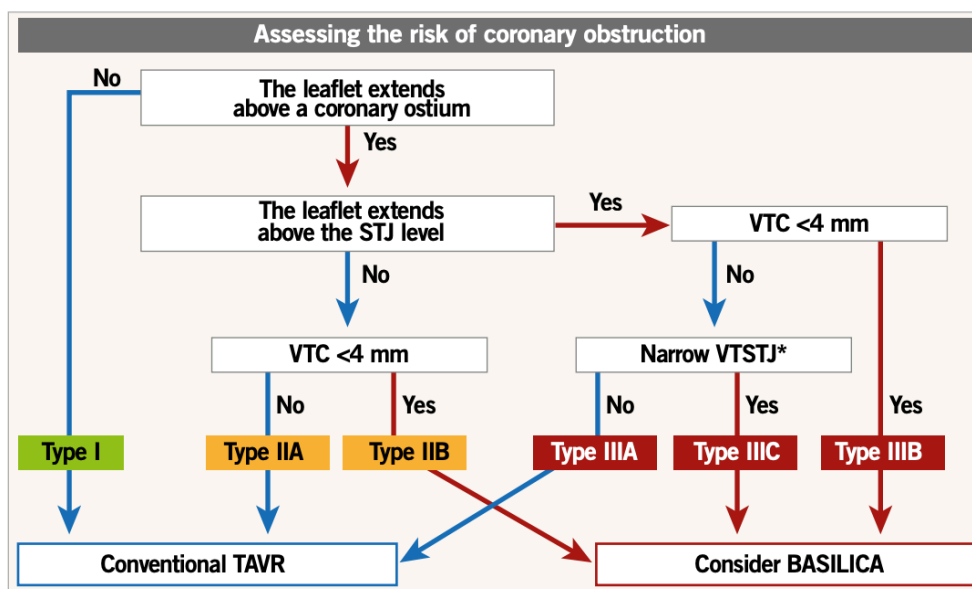 Assessing the risk of coronary obstruction
No
The leaflet extends
above a coronary ostium
Yes
The leaflet extends
above the STJ level
Yes
VTC <4 mm
No
No
VTC <4 mm
Narrow VTSTJ*
No
Yes
No
Yes
Yes
Type I
Type IIA
Type IIB
Type IIIA
Type IIIC
Type IIIB
Conventional TAVR
Consider BASILICA